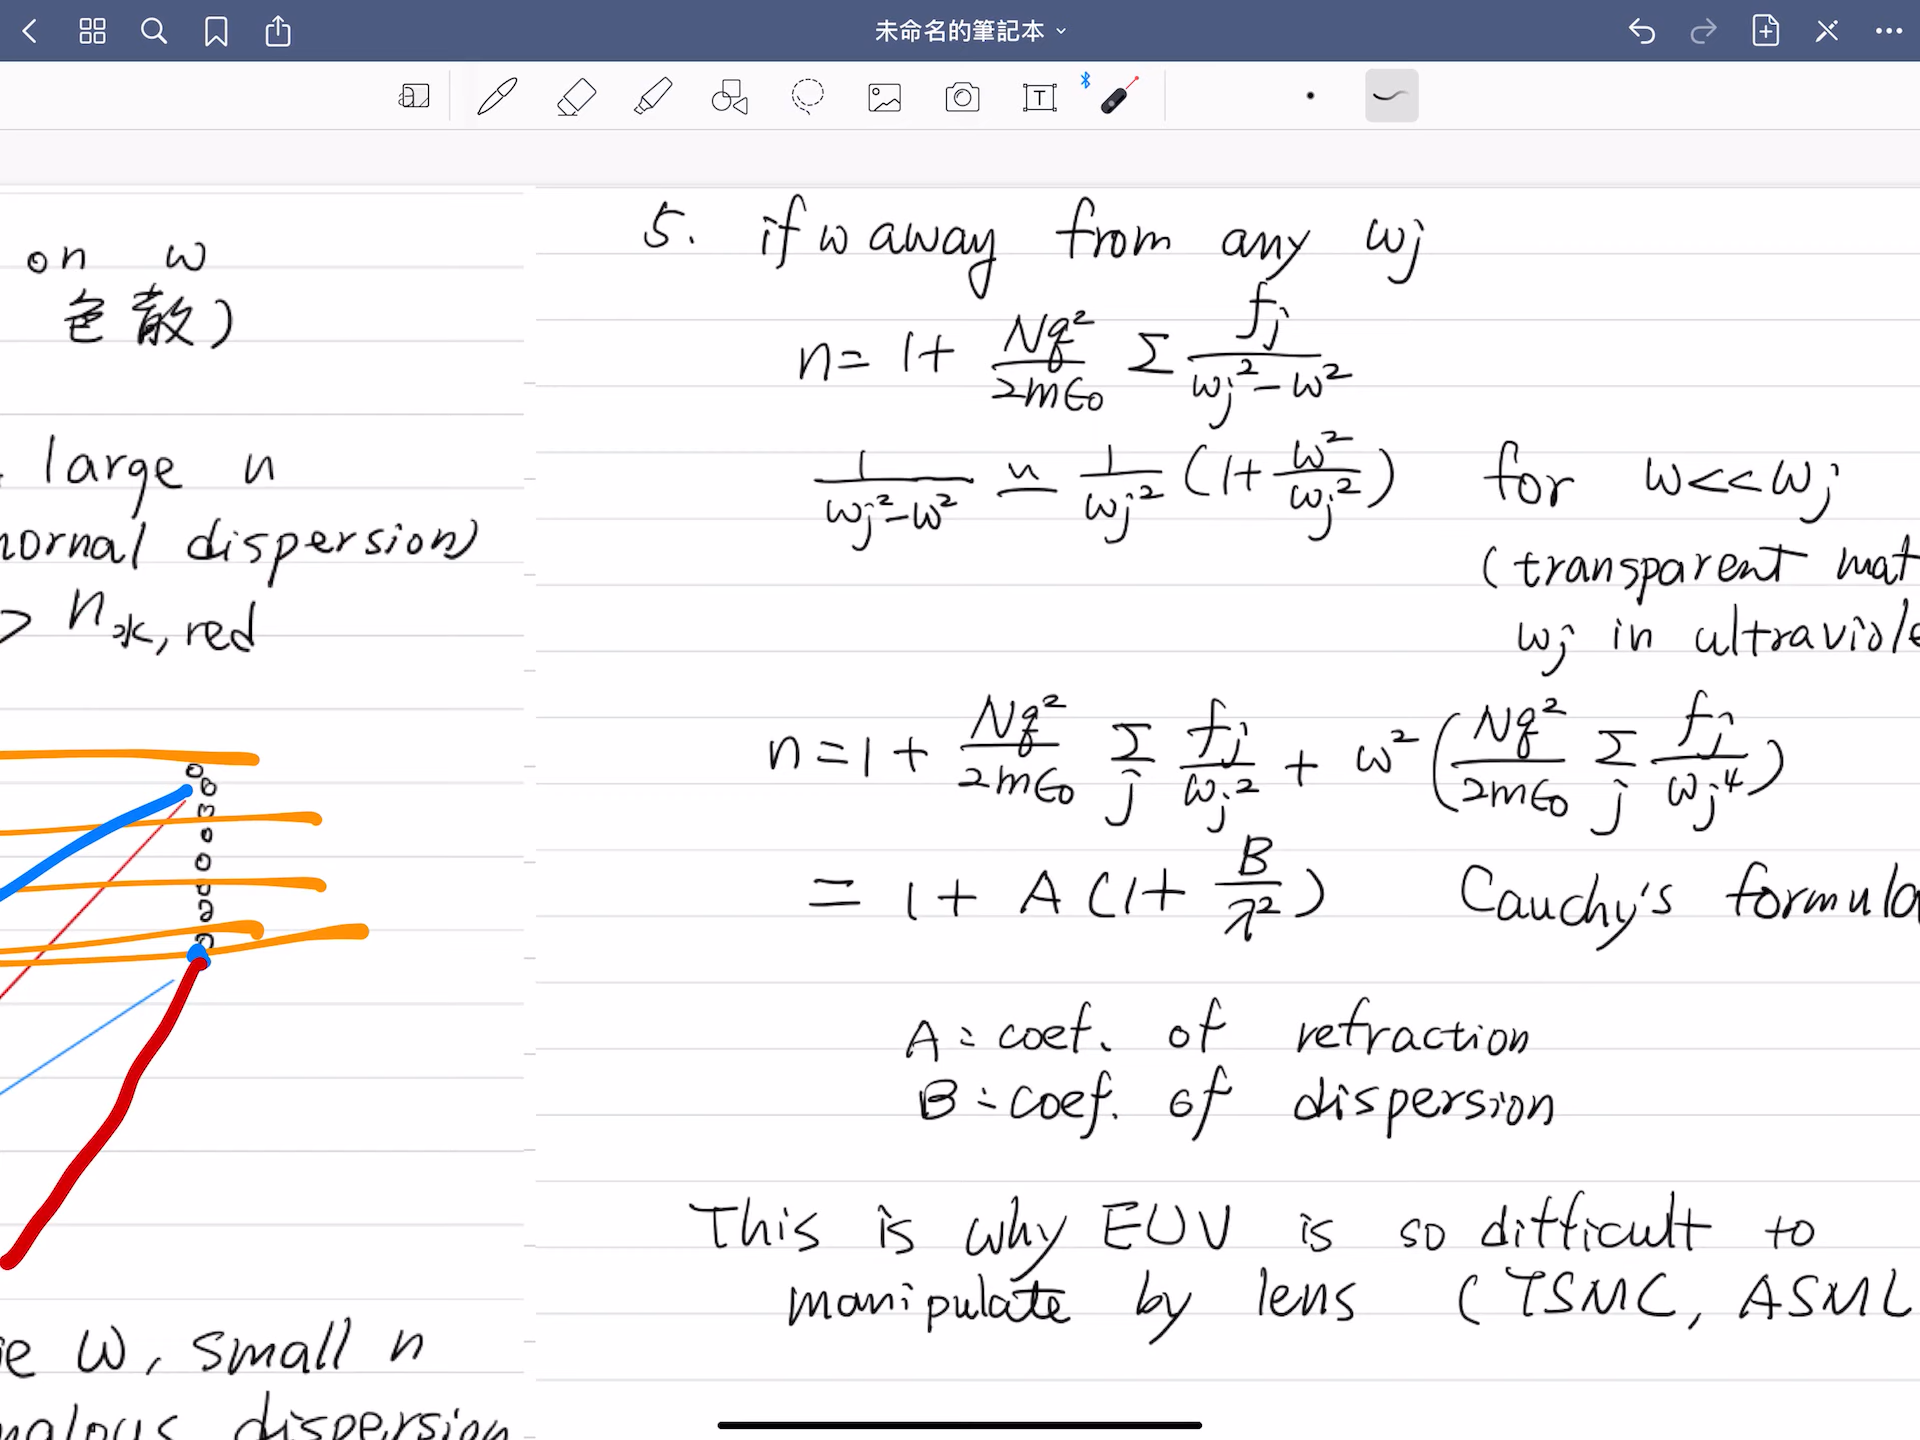 未命名的筆記本
on ω
色散)
large n
normal dispersion)
> n水,red
ω, small n
dispersion
5. if ω away from any ωj
n = 1 + Nq²/2mϵ₀ Σ fj/ωj²-ω²
1/ωj²-ω² ≃ 1/ωj² (1+ ω²/ωj²) for ω<<ωj
(transparent mat
ωj in ultraviole
n = 1 + Nq²/2mϵ₀ Σj fj/ωj² + ω² (Nq²/2mϵ₀ Σj fj/ωj⁴)
= 1 + A (1+ B/λ²) Cauchy's formula
A : coef. of refraction
B : coef. of dispersion
This is why EUV is so difficult to
manipulate by lens (TSMC, ASML